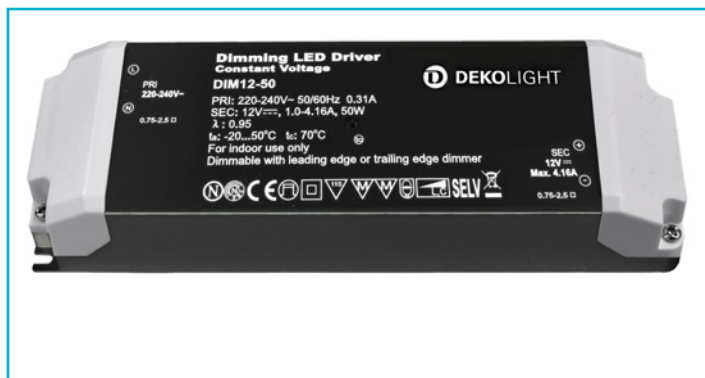 Dimming LED Driver
Constant Voltage
DIM12-50
PRI: 220-240V~ 50/60Hz 0.31A
SEC: 12V⎓, 1.0-4.16A, 50W
λ : 0.95
ta: -20...50°C tc: 70°C
For indoor use only
Dimmable with leading edge or trailing edge dimmer
DEKOLIGHT
L
PRI
220-240V~
N
0.75-2.5
SEC
12V⎓
Max. 4.16A
0.75-2.5
110
M M
C
SELV